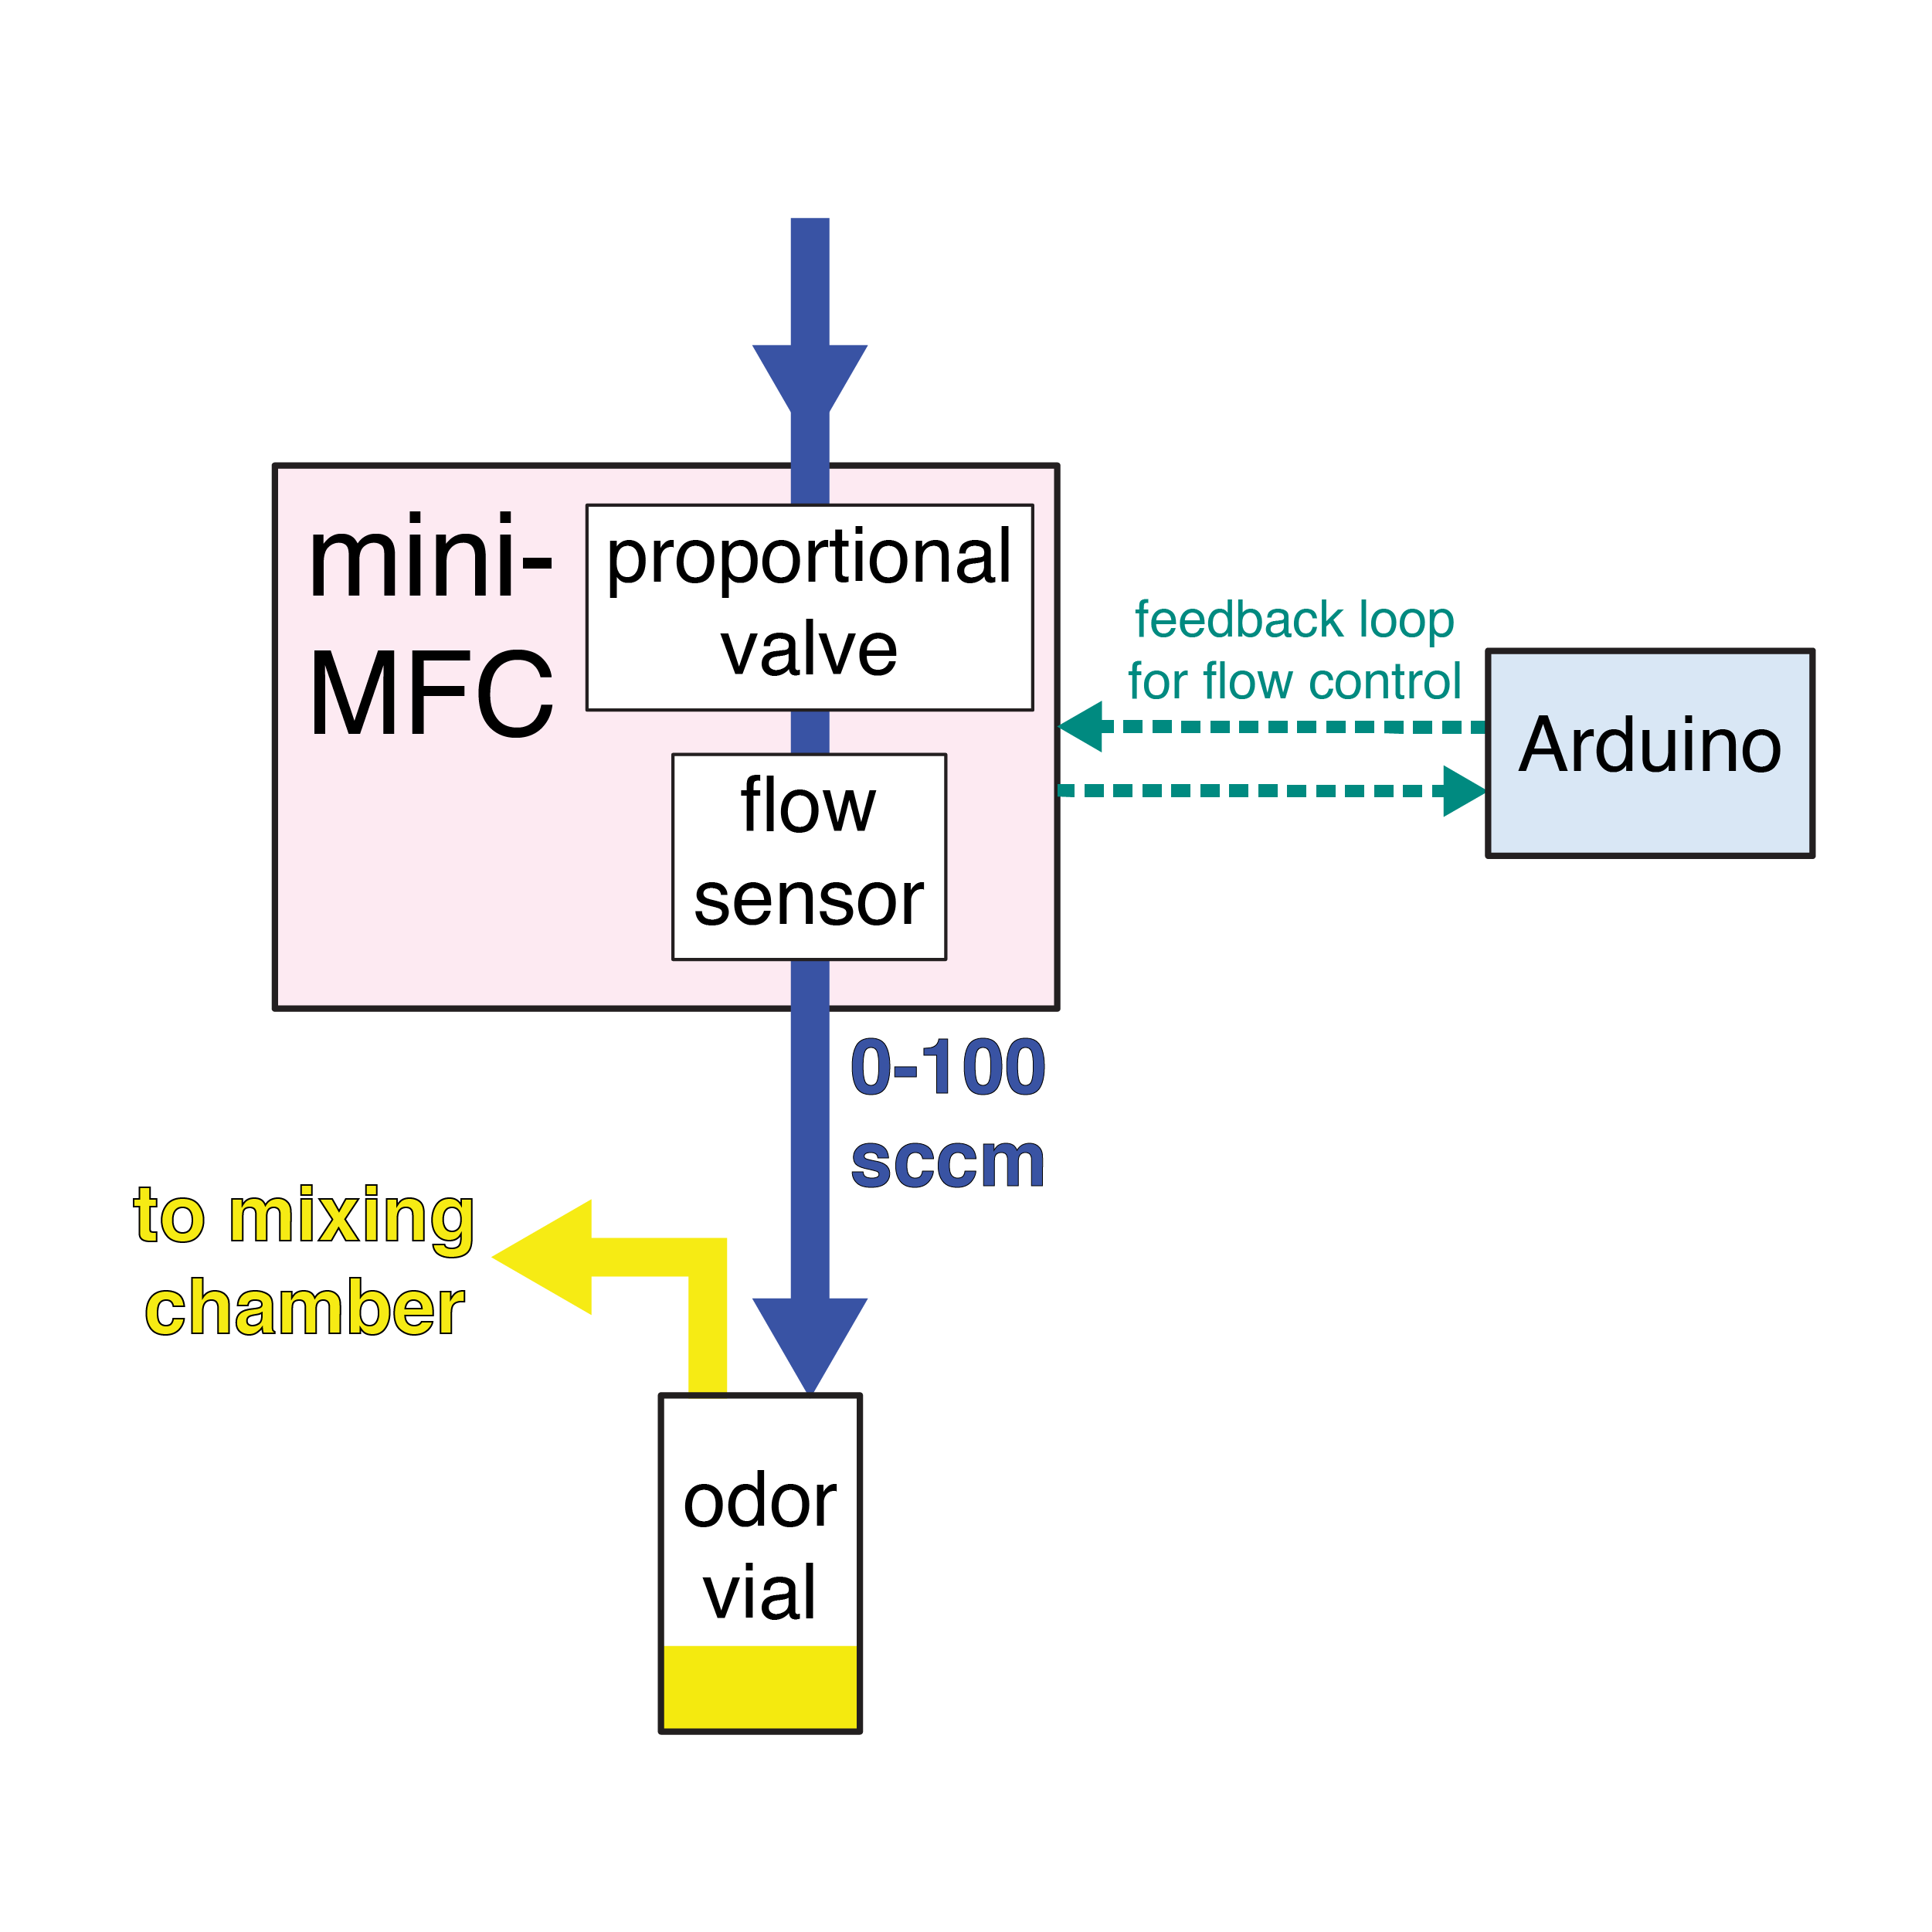 mini-
MFC
proportional
valve
flow
sensor
feedback loop
for flow control
Arduino
0-100
sccm
to mixing
chamber
odor
vial